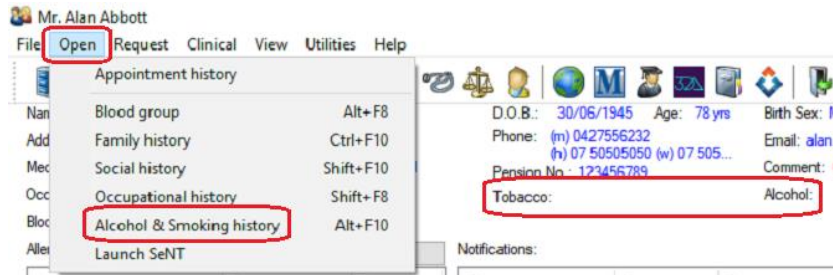 Mr. Alan Abbott
File Open Request Clinical View Utilities Help
Appointment history
Blood group Alt+F8
Family history Ctrl+F10
Social history Shift+F10
Occupational history Shift+F8
Alcohol & Smoking history Alt+F10
Launch SeNT
D.O.B.: 30/06/1945 Age: 78 yrs Birth Sex:
Phone: (m) 0427556232 Email: alan
(h) 07 50505050 (w) 07 505...
Pension No.: 123456789 Comment:
Tobacco: Alcohol:
Notifications: